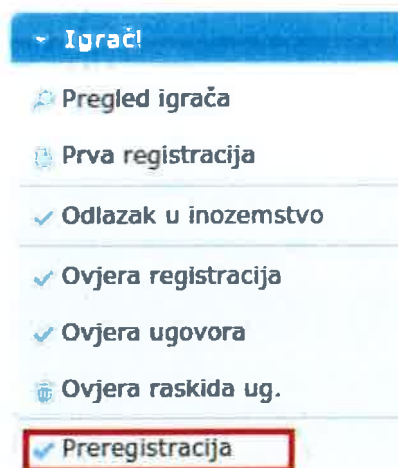 Igrači
Pregled igrača
Prva registracija
Odlazak u inozemstvo
Ovjera registracija
Ovjera ugovora
Ovjera raskida ug.
Preregistracija